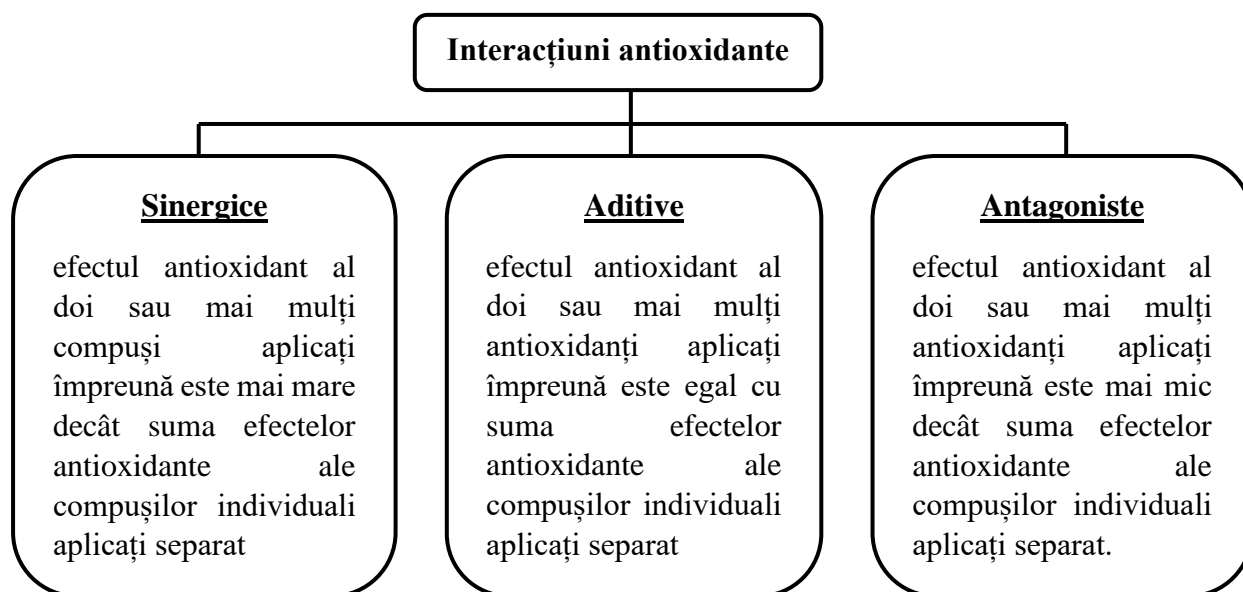 Interacțiuni antioxidante
Sinergice
efectul antioxidant al
doi sau mai mulți
compuși aplicați
împreună este mai mare
decât suma efectelor
antioxidante ale
compușilor individuali
aplicați separat
Aditive
efectul antioxidant al
doi sau mai mulți
antioxidanți aplicați
împreună este egal cu
suma efectelor
antioxidante ale
compușilor individuali
aplicați separat
Antagoniste
efectul antioxidant al
doi sau mai mulți
antioxidanți aplicați
împreună este mai mic
decât suma efectelor
antioxidante ale
compușilor individuali
aplicați separat.